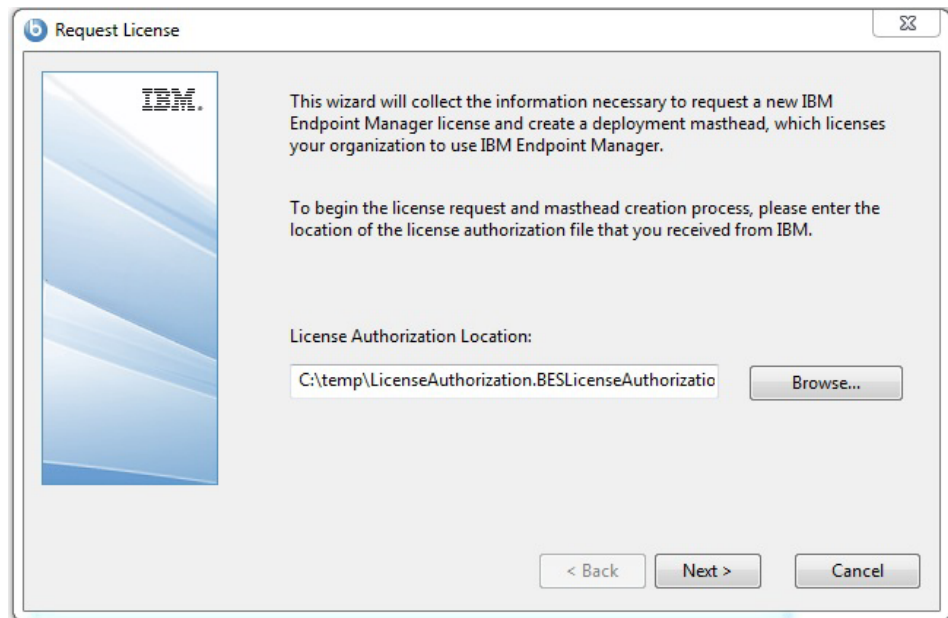 Request License
IBM.
This wizard will collect the information necessary to request a new IBM
Endpoint Manager license and create a deployment masthead, which licenses
your organization to use IBM Endpoint Manager.
To begin the license request and masthead creation process, please enter the
location of the license authorization file that you received from IBM.
License Authorization Location:
C:\temp\LicenseAuthorization.BESLicenseAuthorizatio
Browse...
< Back
Next >
Cancel